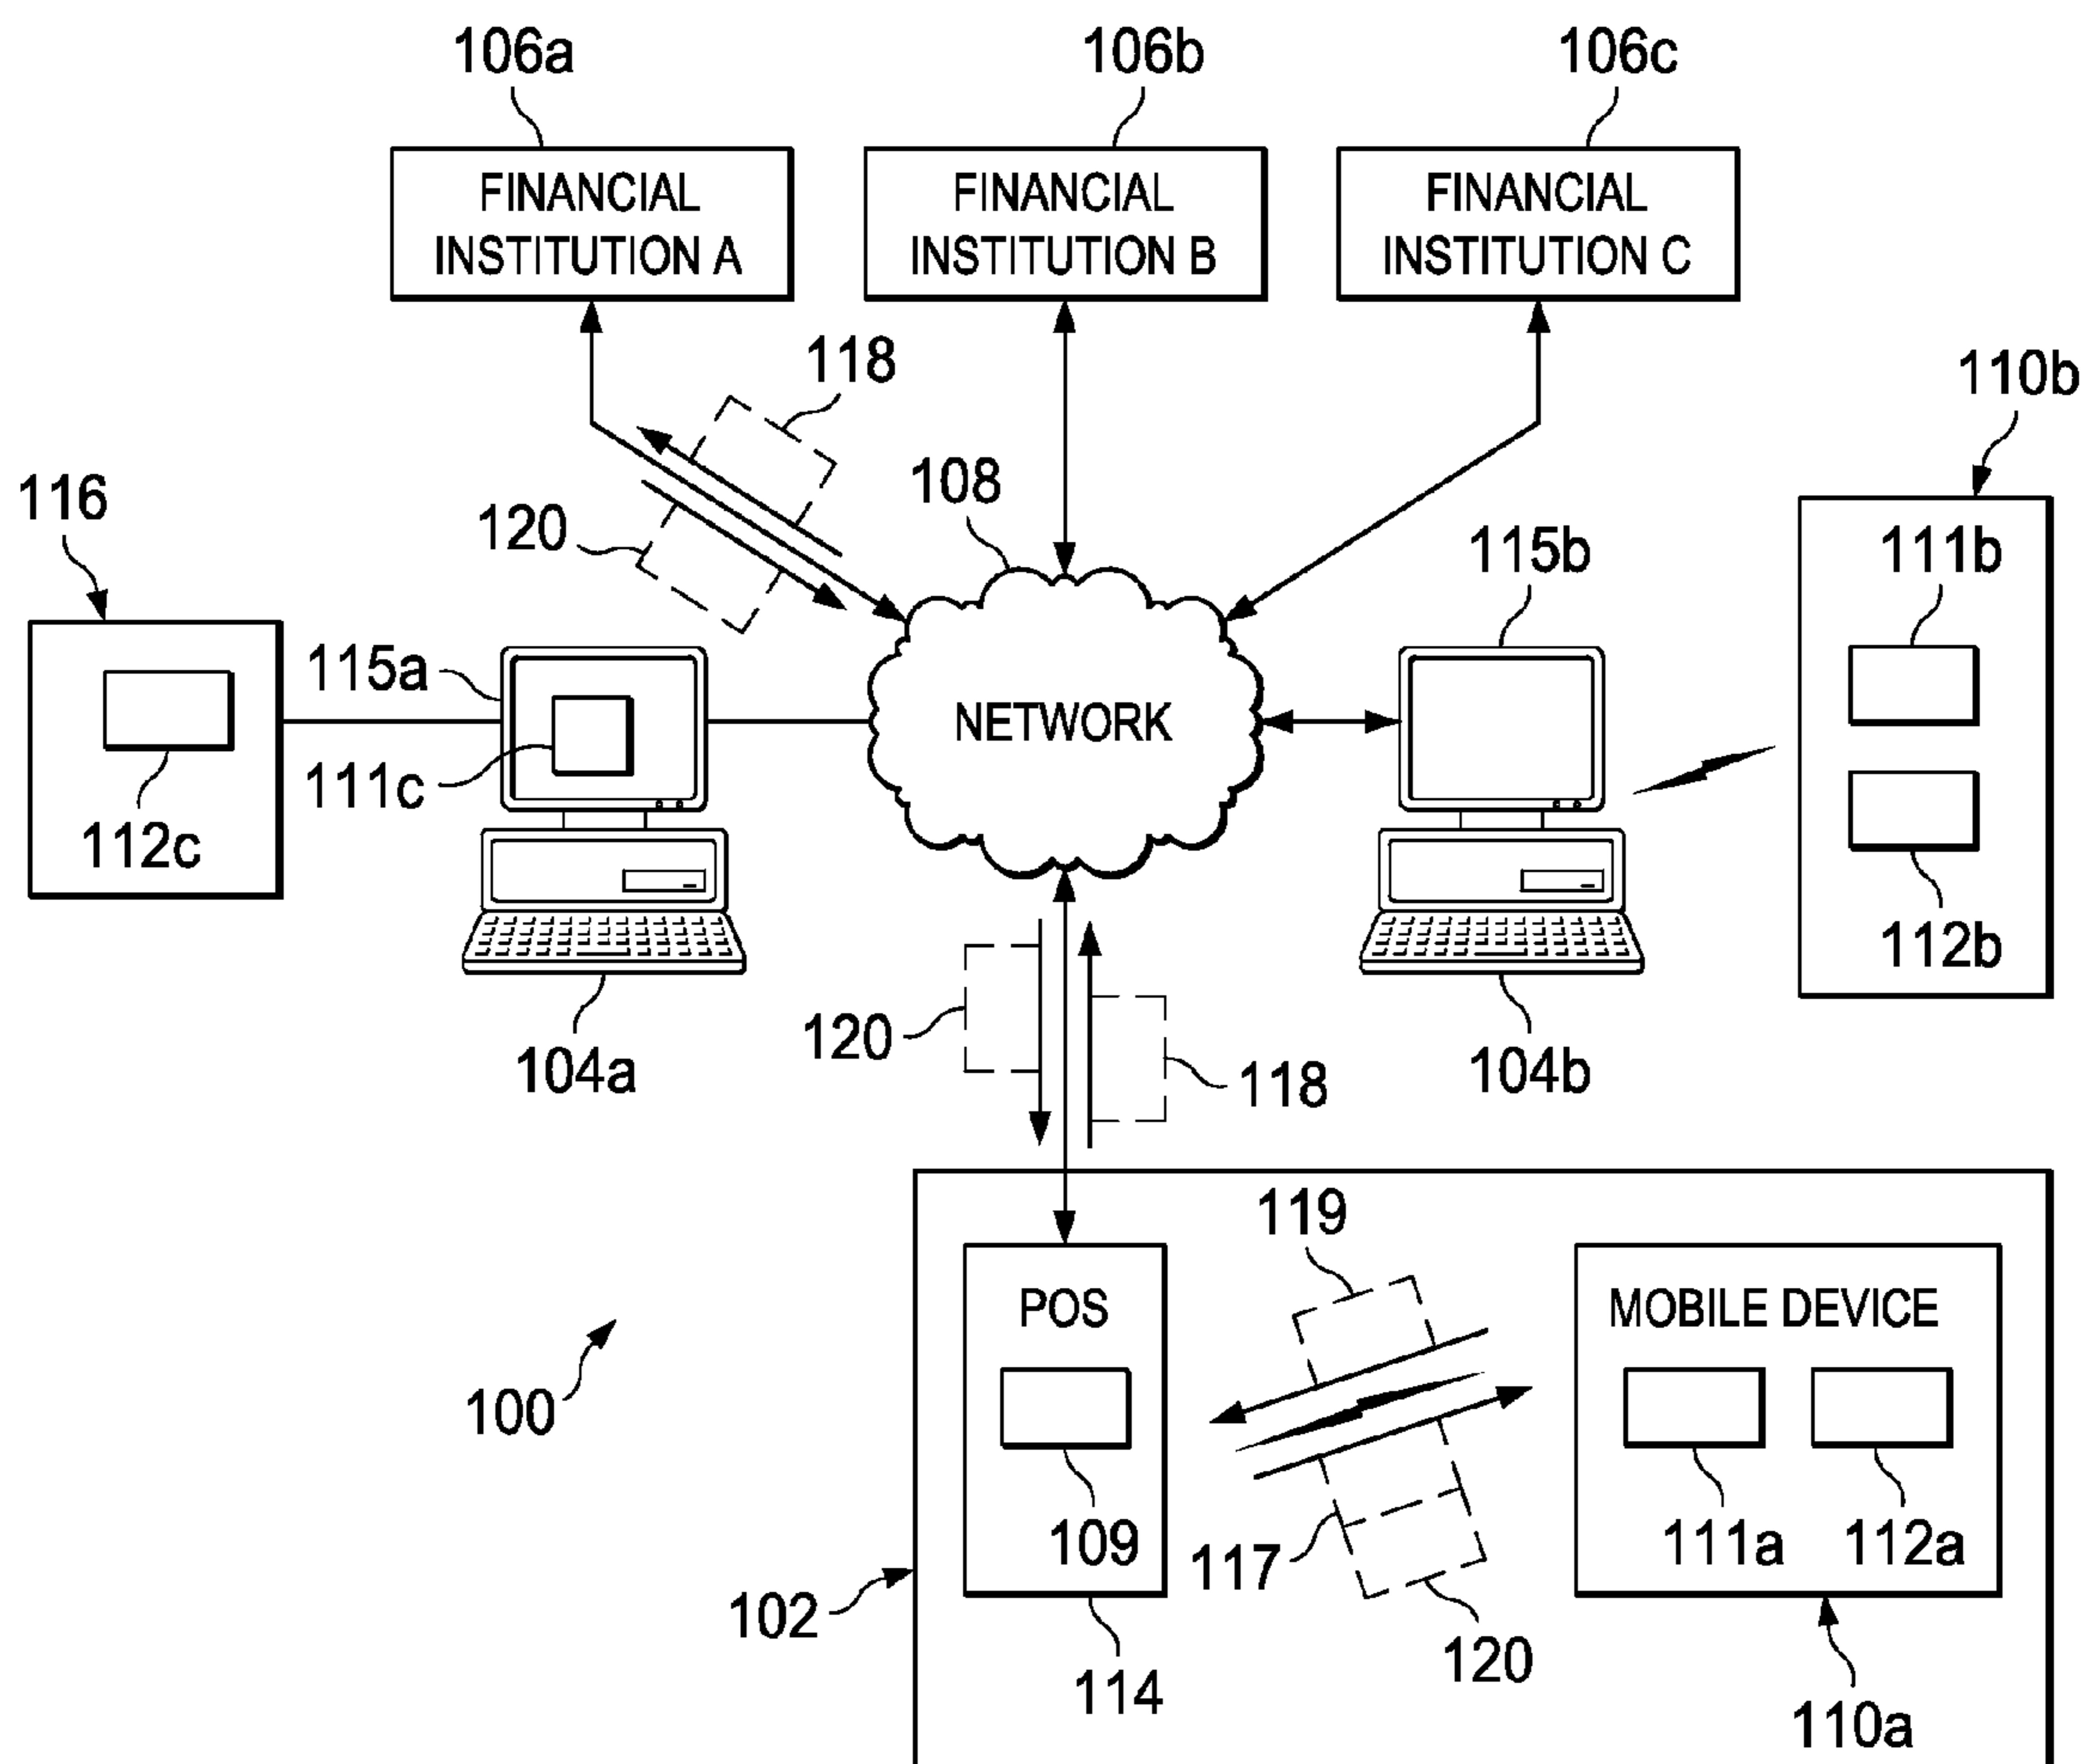 106a
106b
106c
FINANCIAL
INSTITUTION A
FINANCIAL
INSTITUTION B
FINANCIAL
INSTITUTION C
118
110b
116
120
108
115b
111b
115a
NETWORK
111c
112c
112b
120
104a
118
104b
119
POS
MOBILE DEVICE
100
109
117
111a
112a
102
114
120
110a